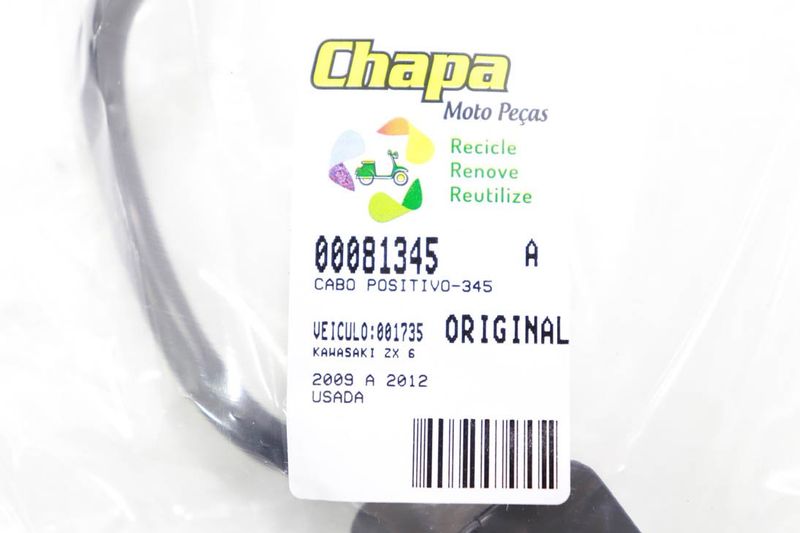 Chapa
Moto Peças
Recicle
Renove
Reutilize
00081345 A
CABO POSITIVO-345
VEICULO:001735 ORIGINAL
KAWASAKI ZX 6
2009 A 2012
USADA